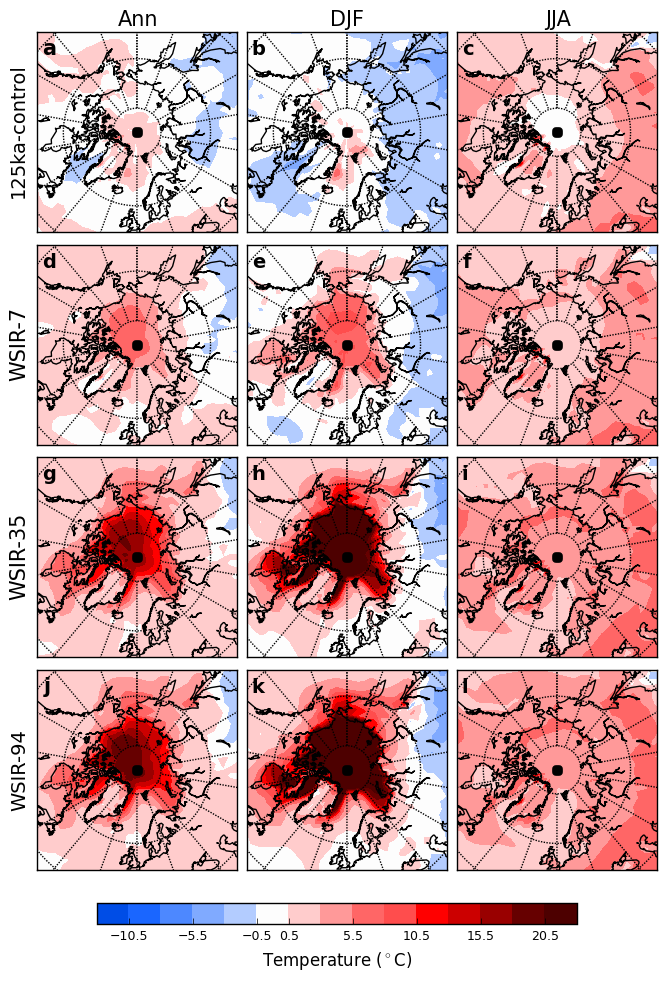 Ann DJF JJA
125ka-control
a b c
WSIR-7
d e f
WSIR-35
g h i
WSIR-94
j k l
−10.5 −5.5 −0.5 0.5 5.5 10.5 15.5 20.5
Temperature (°C)